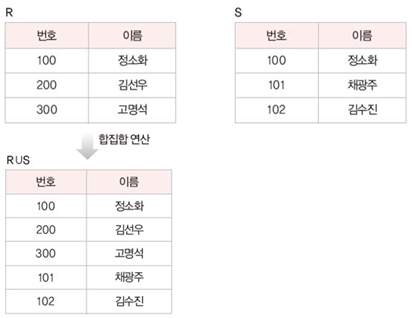 R
번호 이름
100 정소화
200 김선우
300 고명석
S
번호 이름
100 정소화
101 채광주
102 김수진
합집합 연산
R∪S
번호 이름
100 정소화
200 김선우
300 고명석
101 채광주
102 김수진